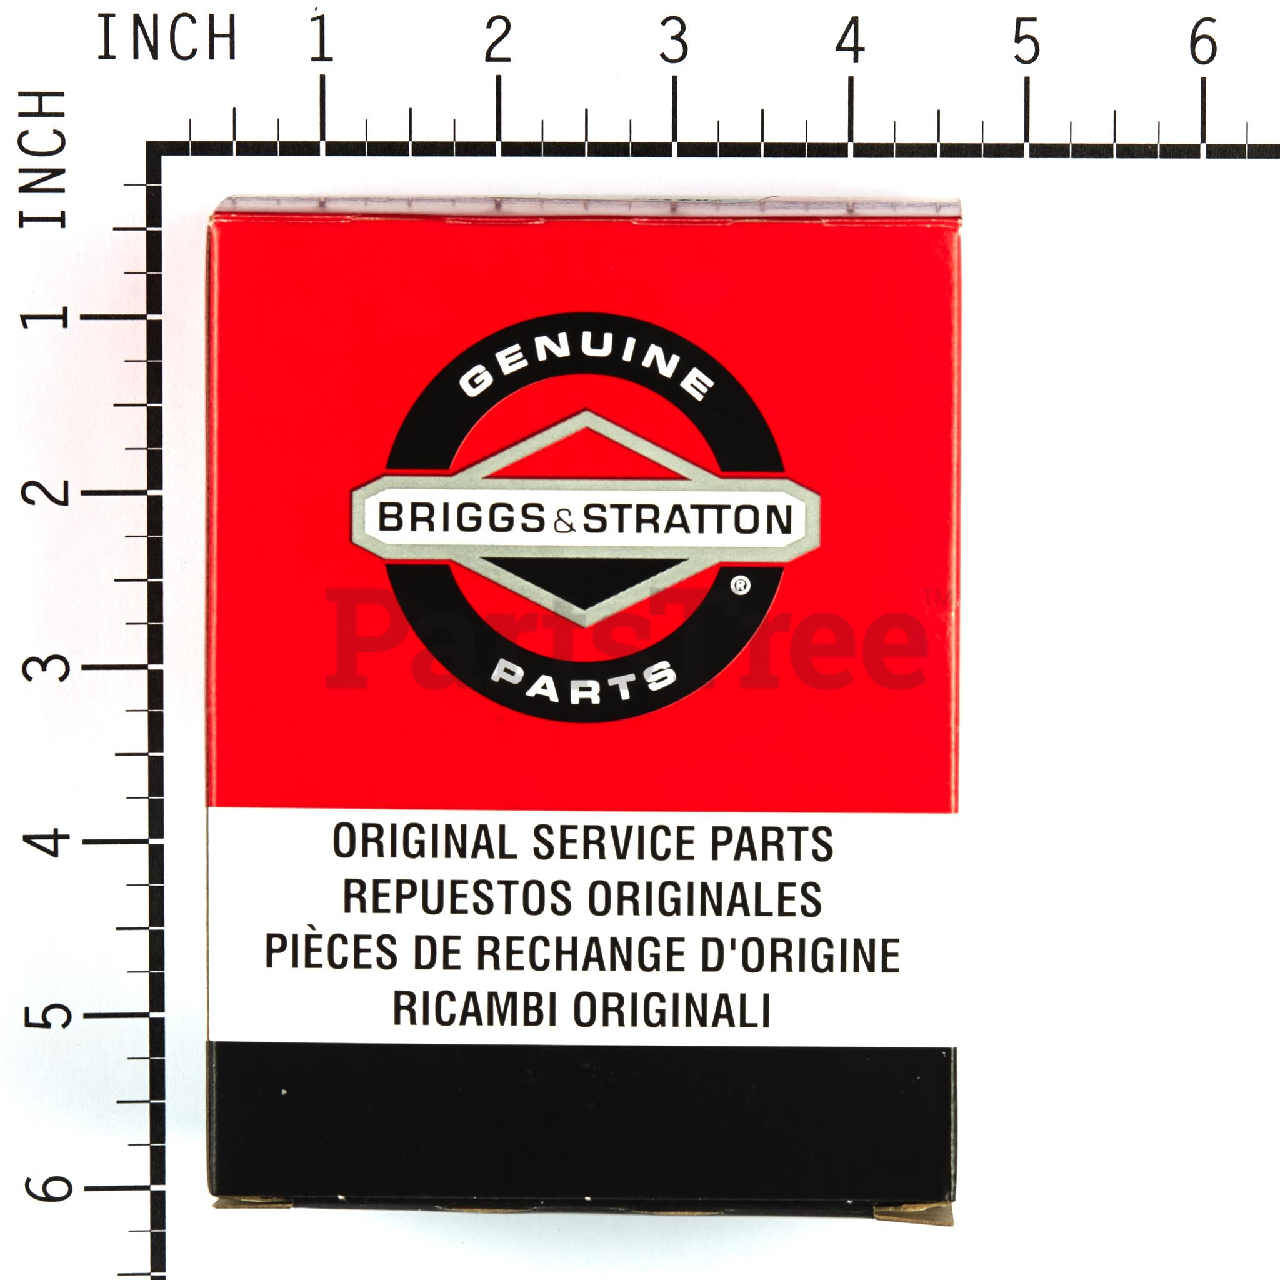 INCH 1 2 3 4 5 6
INCH
1
2
3
4
5
6
GENUINE
BRIGGS & STRATTON
®
PARTS
PartsTree™
ORIGINAL SERVICE PARTS
REPUESTOS ORIGINALES
PIÈCES DE RECHANGE D'ORIGINE
RICAMBI ORIGINALI